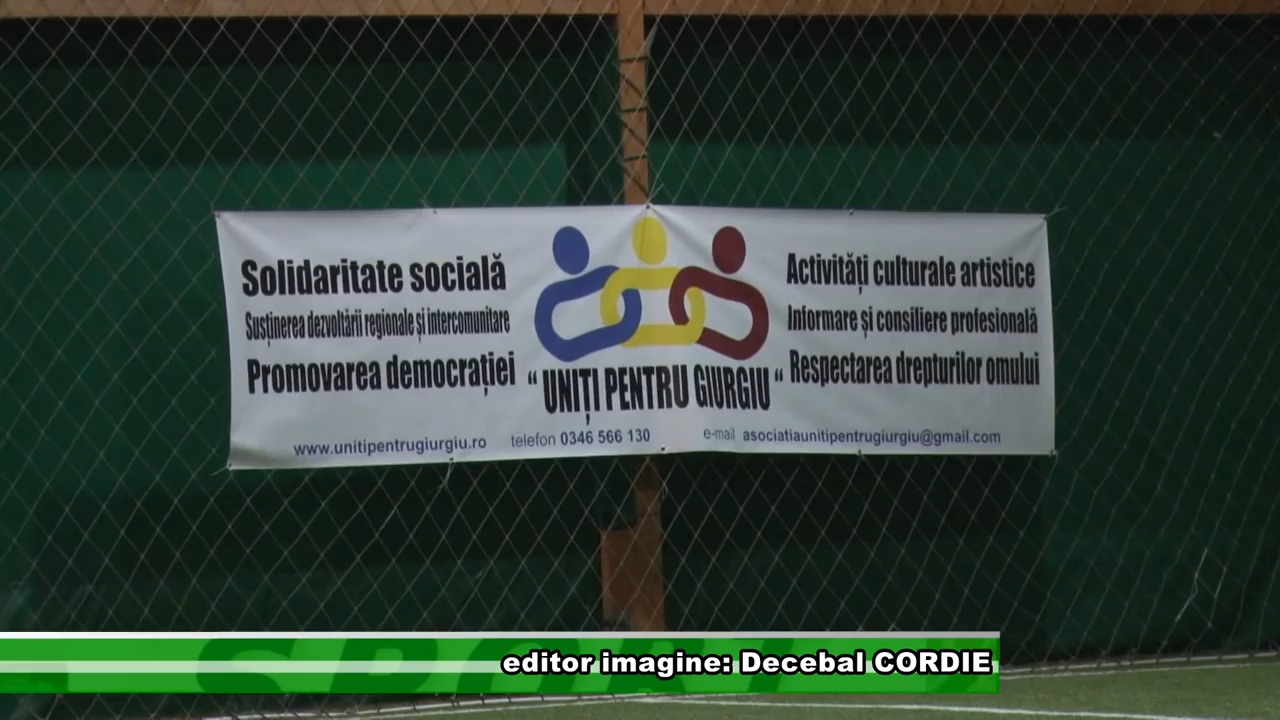 Solidaritate socială
Susținerea dezvoltării regionale și intercomunitare
Promovarea democrației
“ UNIȚI PENTRU GIURGIU “
Activități culturale artistice
Informare și consiliere profesională
Respectarea drepturilor omului
www.unitipentrugiurgiu.ro telefon 0346 566 130 e-mail asociatiaunitipentrugiurgiu@gmail.com
SPORT
editor imagine: Decebal CORDIE